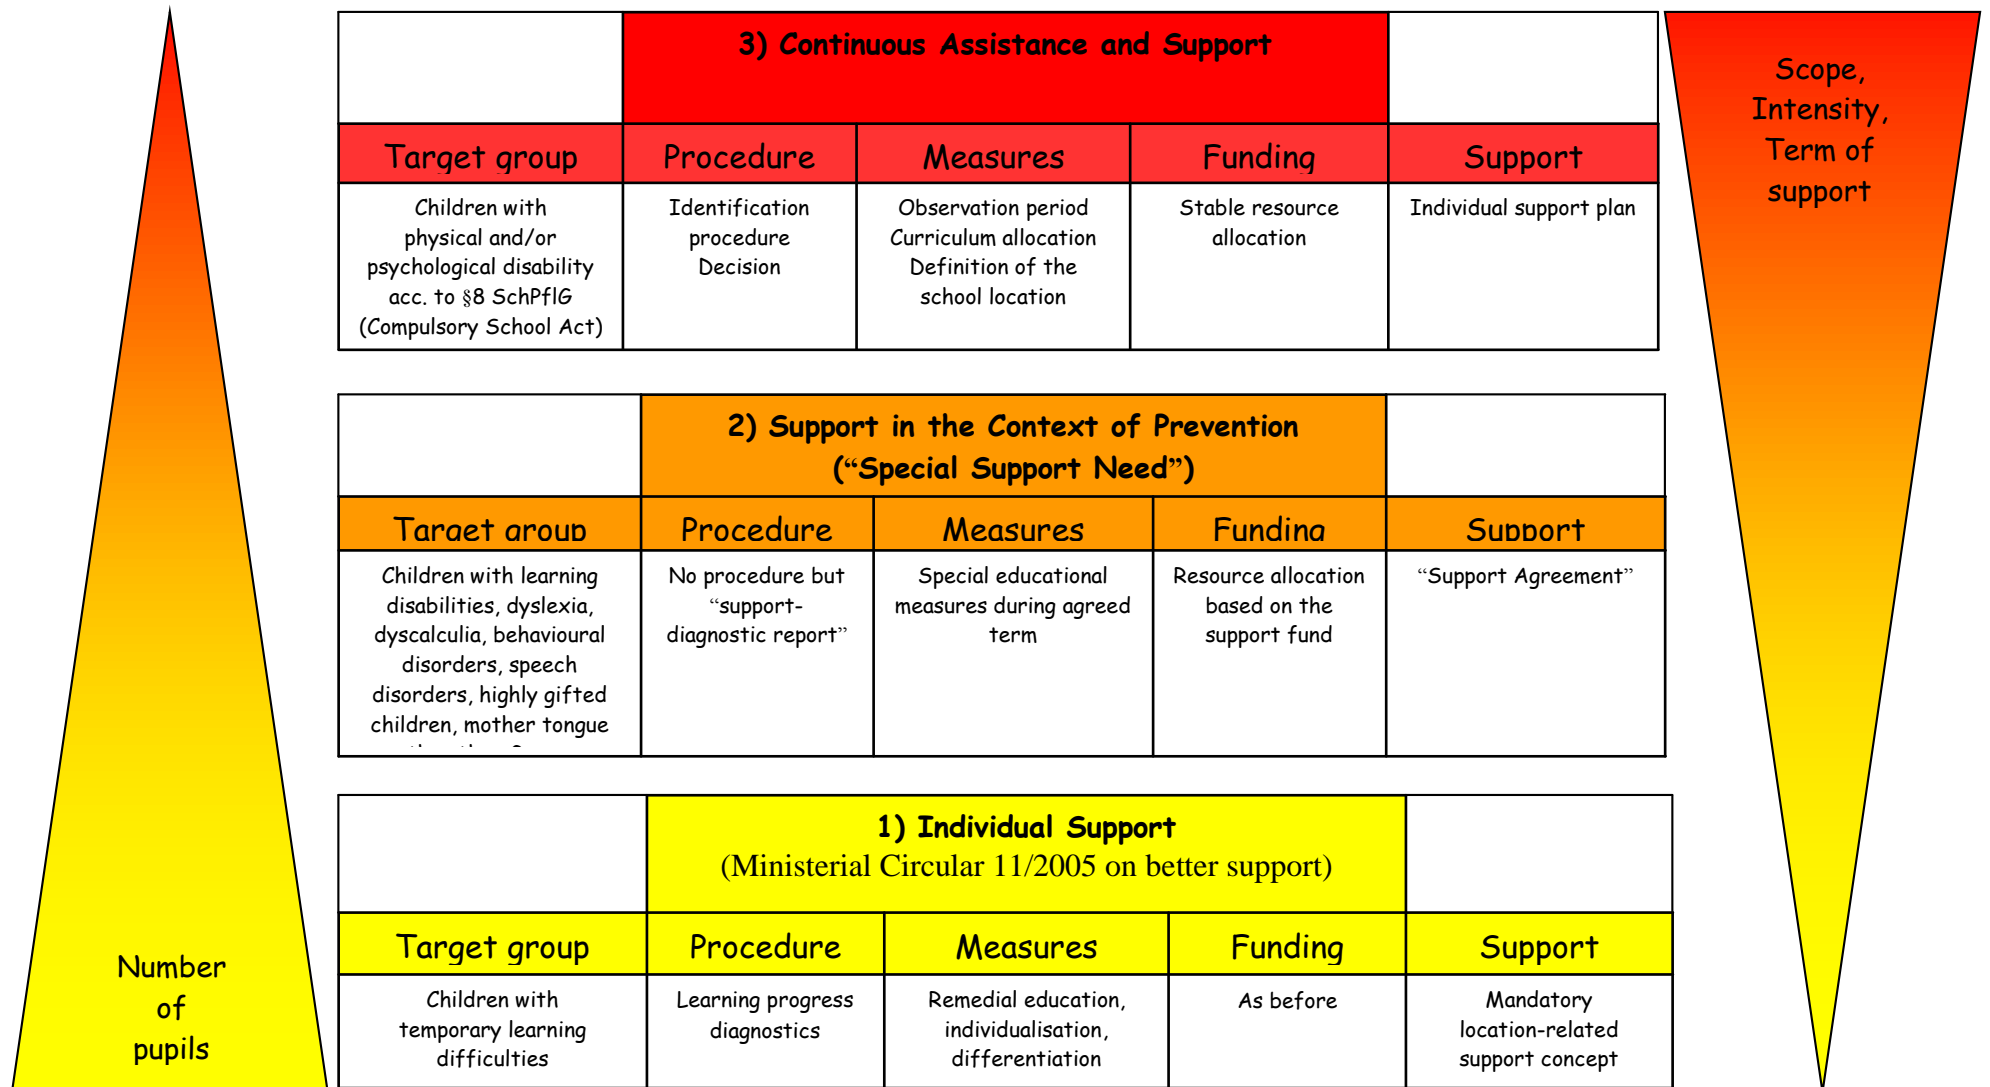 3) Continuous Assistance and Support
Scope,
Intensity,
Term of
support
Target group
Procedure
Measures
Funding
Support
Children with
physical and/or
psychological disability
acc. to §8 SchPflG
(Compulsory School Act)
Identification
procedure
Decision
Observation period
Curriculum allocation
Definition of the
school location
Stable resource
allocation
Individual support plan
2) Support in the Context of Prevention
(“Special Support Need”)
Target group
Procedure
Measures
Funding
Support
Children with learning
disabilities, dyslexia,
dyscalculia, behavioural
disorders, speech
disorders, highly gifted
children, mother tongue
No procedure but
“support-
diagnostic report”
Special educational
measures during agreed
term
Resource allocation
based on the
support fund
“Support Agreement”
1) Individual Support
(Ministerial Circular 11/2005 on better support)
Target group
Procedure
Measures
Funding
Support
Children with
temporary learning
difficulties
Learning progress
diagnostics
Remedial education,
individualisation,
differentiation
As before
Mandatory
location-related
support concept
Number
of
pupils